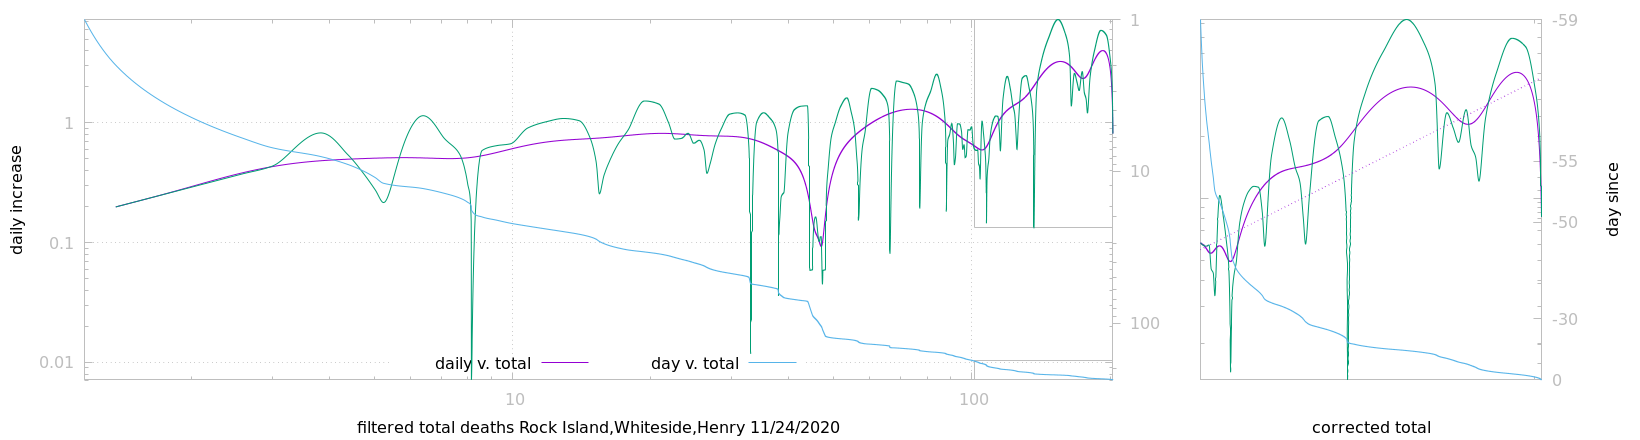 1
0.1
0.01
daily increase
daily v. total
day v. total
10
100
1
10
100
filtered total deaths Rock Island,Whiteside,Henry 11/24/2020
-59
-55
-50
-30
0
day since
corrected total